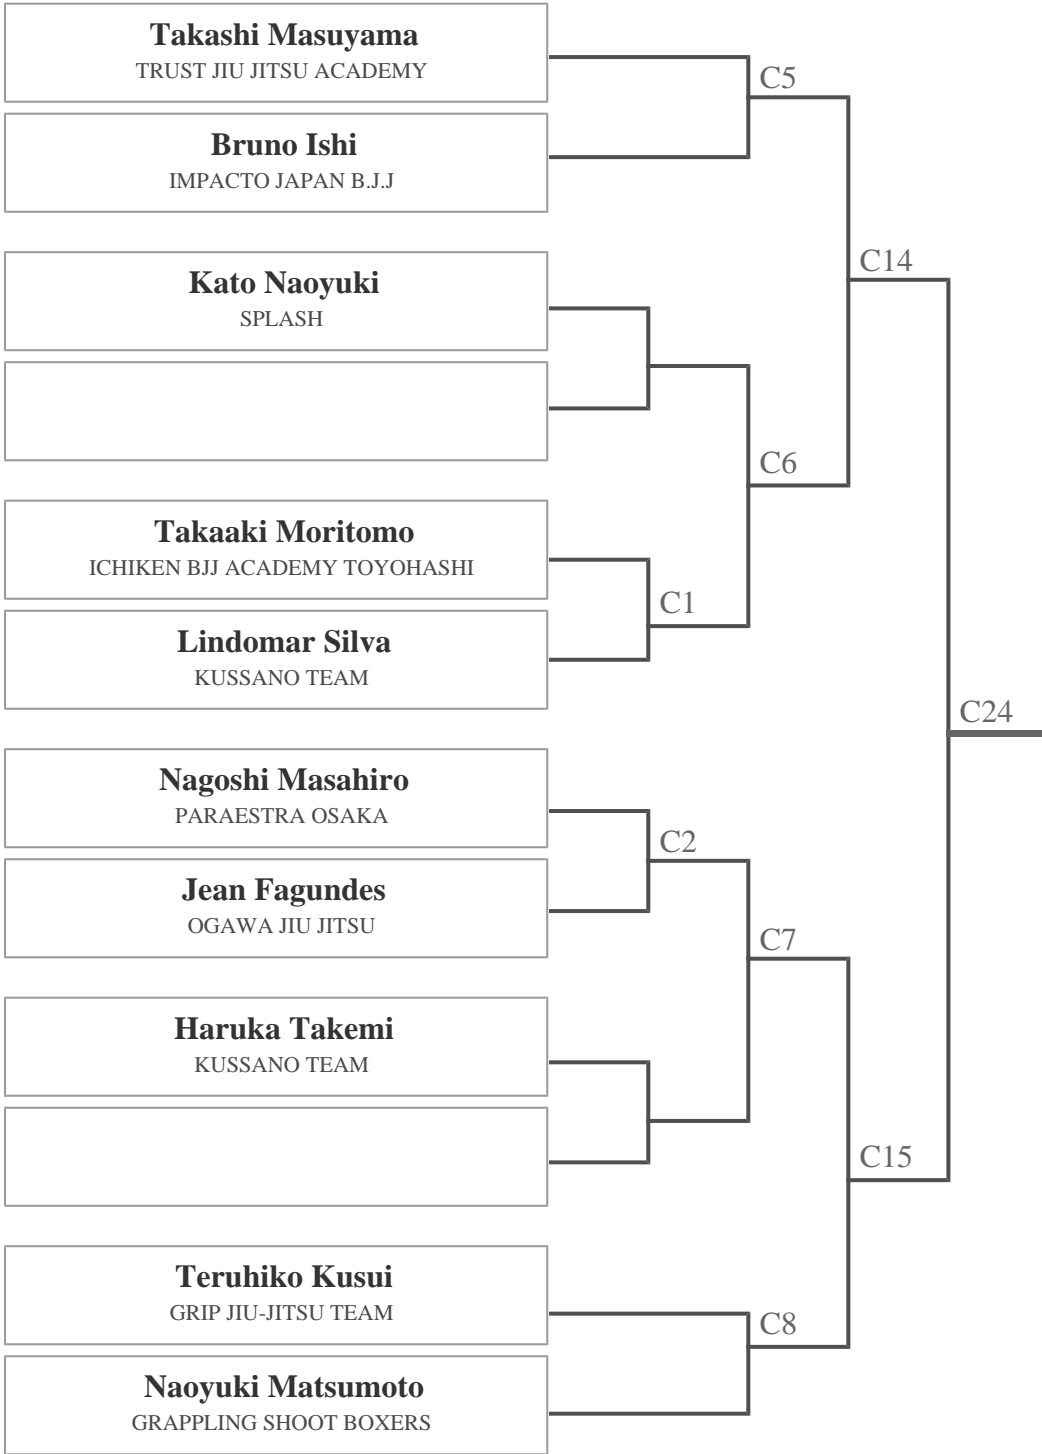 Takashi Masuyama
TRUST JIU JITSU ACADEMY
C5
Bruno Ishi
IMPACTO JAPAN B.J.J
Kato Naoyuki
SPLASH
C14
C6
Takaaki Moritomo
ICHIKEN BJJ ACADEMY TOYOHASHI
C1
Lindomar Silva
KUSSANO TEAM
C24
Nagoshi Masahiro
PARAESTRA OSAKA
C2
Jean Fagundes
OGAWA JIU JITSU
C7
Haruka Takemi
KUSSANO TEAM
C15
Teruhiko Kusui
GRIP JIU-JITSU TEAM
C8
Naoyuki Matsumoto
GRAPPLING SHOOT BOXERS